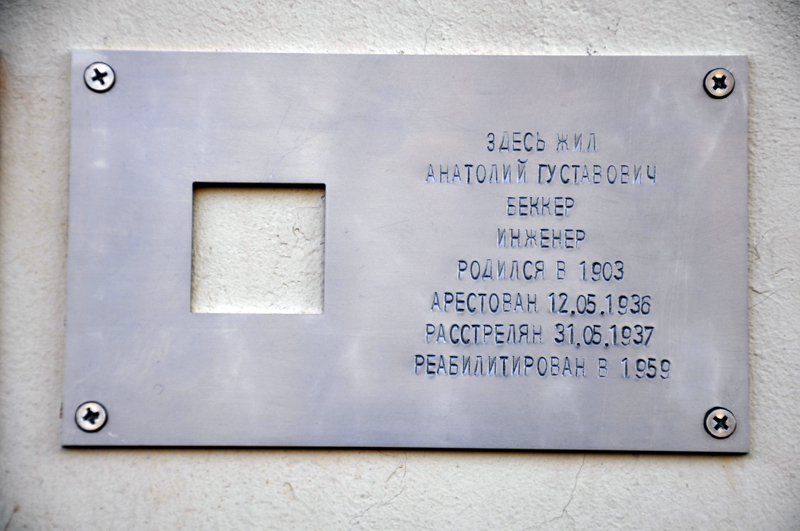 ЗДЕСЬ ЖИЛ
АНАТОЛИЙ ГУСТАВОВИЧ
БЕККЕР
ИНЖЕНЕР
РОДИЛСЯ В 1903
АРЕСТОВАН 12.05.1936
РАССТРЕЛЯН 31.05.1937
РЕАБИЛИТИРОВАН В 1959